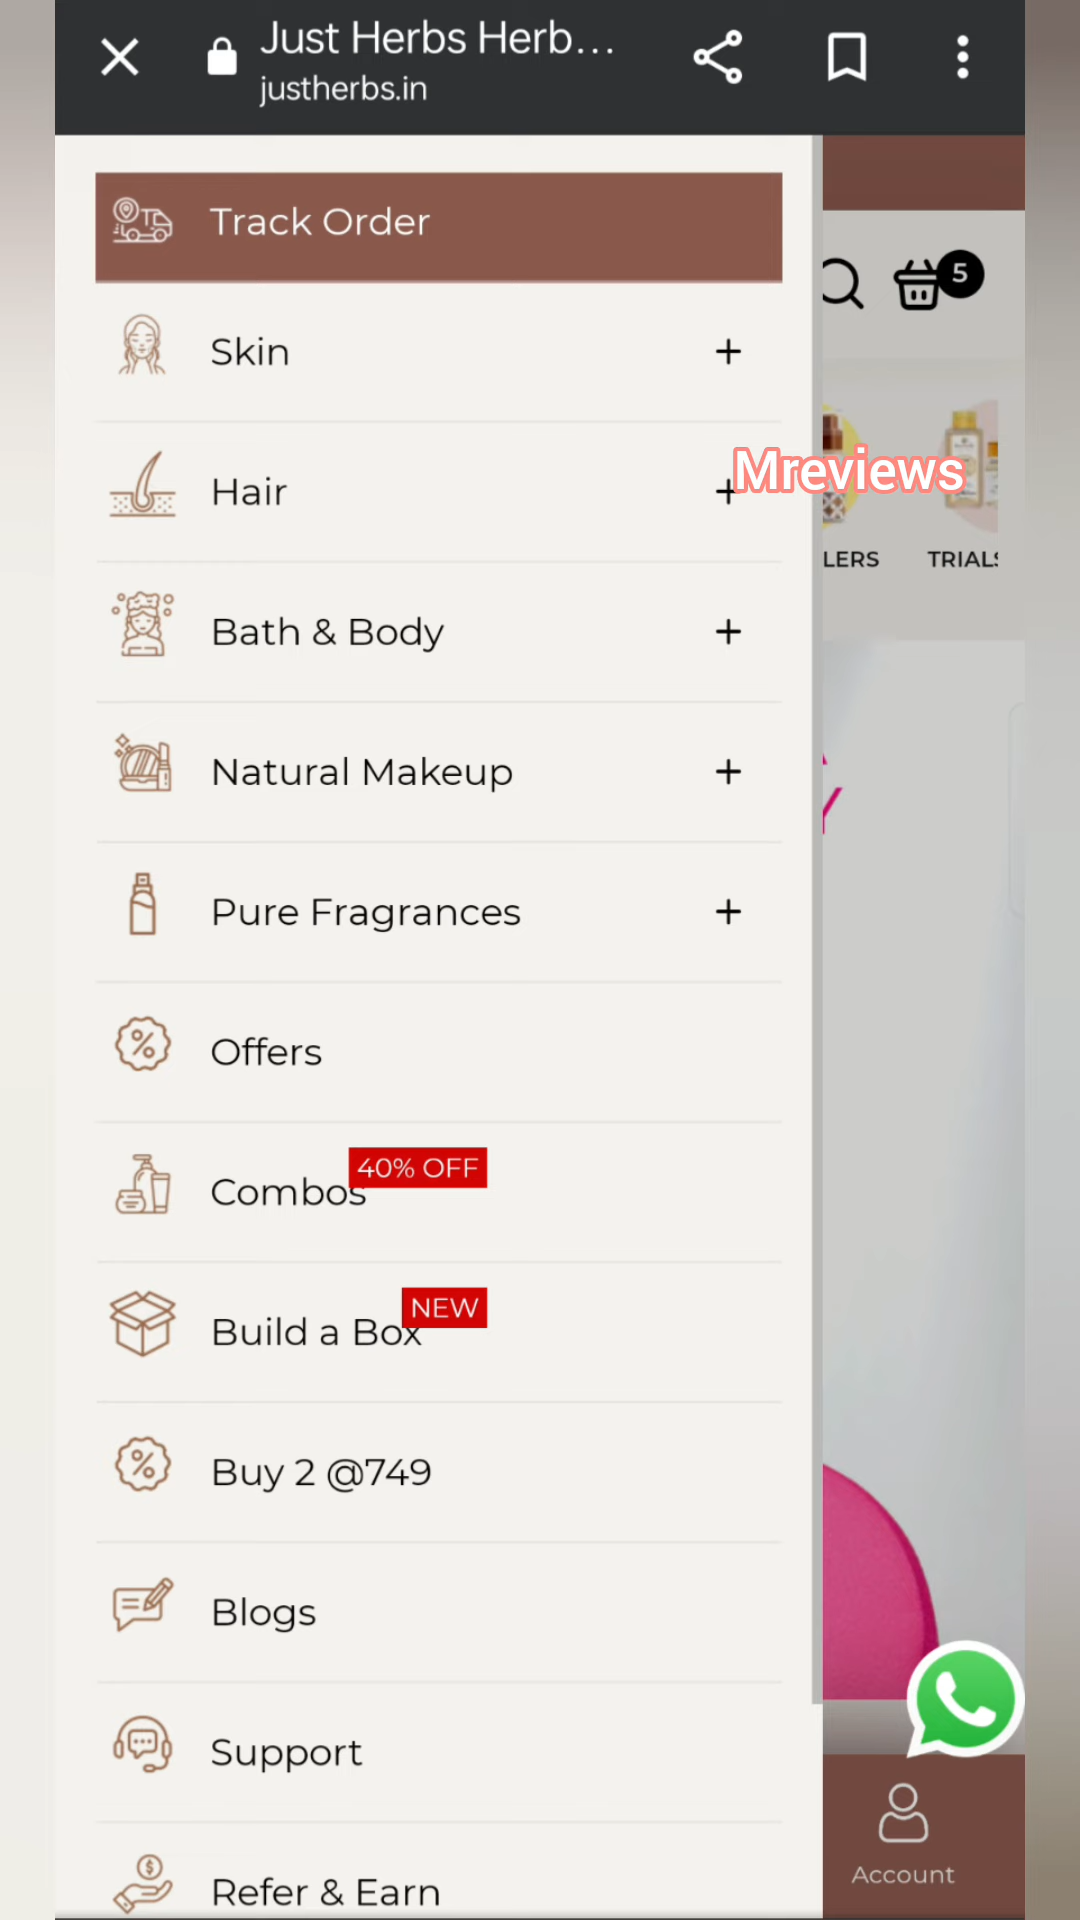 Just Herbs Herb...
justherbs.in
Track Order
5
Skin
Hair
Mreviews
LERS
TRIALS
Bath & Body
Natural Makeup
Y
Pure Fragrances
Offers
40% OFF
Combos
NEW
Build a Box
Buy 2 @749
Blogs
Support
Account
Refer & Earn